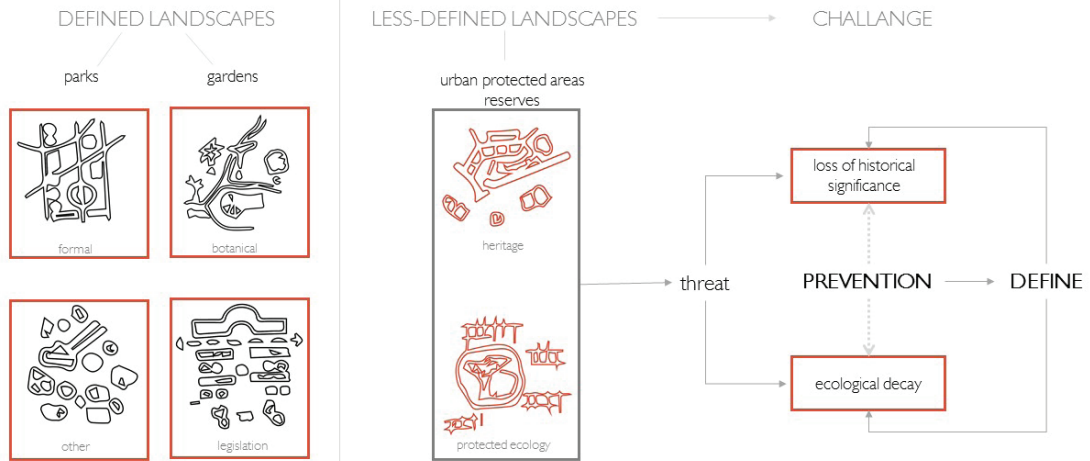 DEFINED LANDSCAPES
parks
gardens
formal
botanical
other
legislation
LESS-DEFINED LANDSCAPES
urban protected areas
reserves
heritage
protected ecology
CHALLANGE
threat
loss of historical
significance
PREVENTION
DEFINE
ecological decay